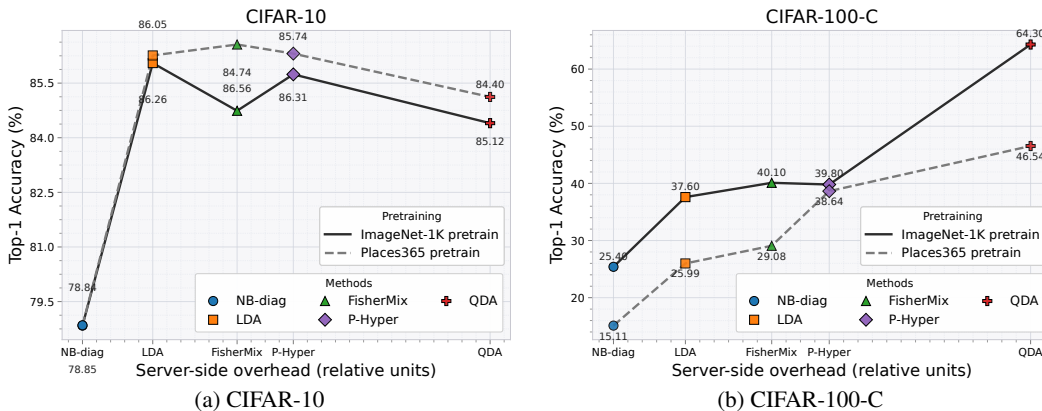 CIFAR-10
86.05
85.74
84.74
86.56
86.26
86.31
84.40
85.12
78.84
78.85
85.5
84.0
82.5
81.0
79.5
Top-1 Accuracy (%)
Pretraining
ImageNet-1K pretrain
Places365 pretrain
Methods
NB-diag
FisherMix
QDA
LDA
P-Hyper
NB-diag
LDA
FisherMix
P-Hyper
QDA
Server-side overhead (relative units)
(a) CIFAR-10
CIFAR-100-C
64.30
46.54
40.10
39.80
38.64
37.60
29.08
25.99
25.40
15.11
60
50
40
30
20
Top-1 Accuracy (%)
Pretraining
ImageNet-1K pretrain
Places365 pretrain
Methods
NB-diag
FisherMix
QDA
LDA
P-Hyper
NB-diag
LDA
FisherMix
P-Hyper
QDA
Server-side overhead (relative units)
(b) CIFAR-100-C